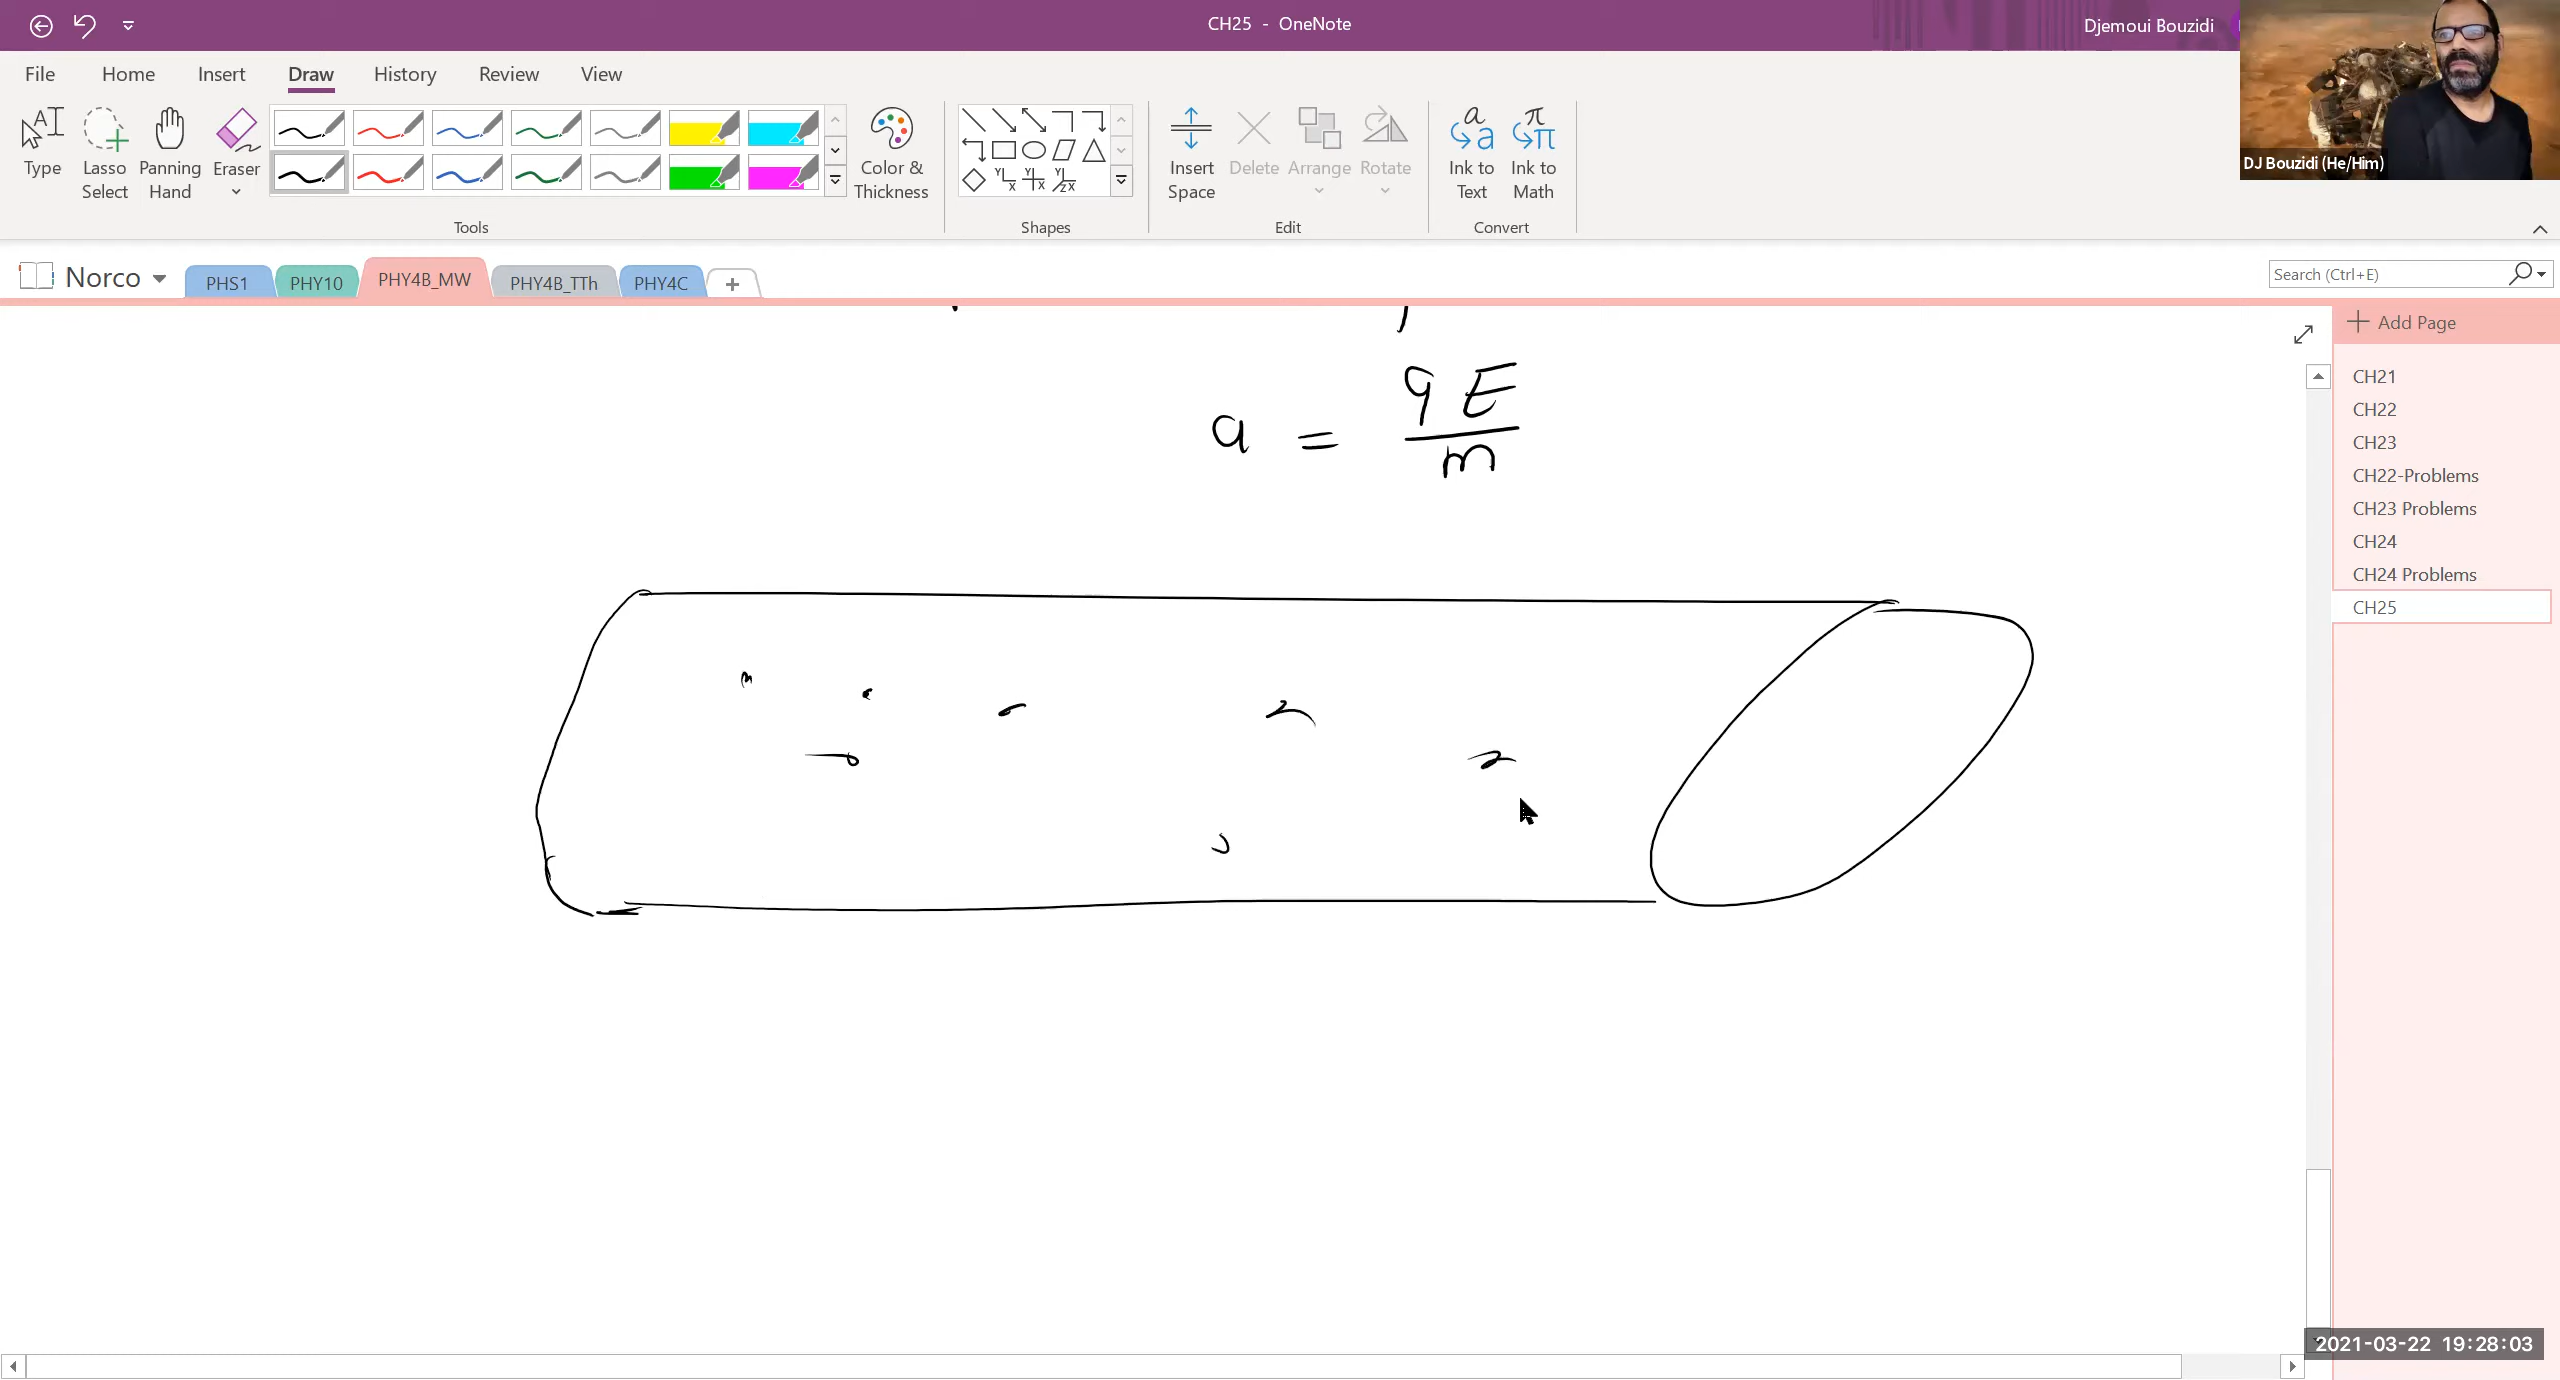 CH25 - OneNote
Djemoui Bouzidi
File Home Insert Draw History Review View
Type
Lasso Select
Panning Hand
Eraser
Color & Thickness
Insert Space
Delete
Arrange
Rotate
Ink to Text
Ink to Math
Tools
Shapes
Edit
Convert
DJ Bouzidi (He/Him)
Norco
PHS1 PHY10 PHY4B_MW PHY4B_TTh PHY4C
Search (Ctrl+E)
Add Page
CH21
CH22
CH23
CH22-Problems
CH23 Problems
CH24
CH24 Problems
CH25
a = qE/m
2021-03-22 19:28:03